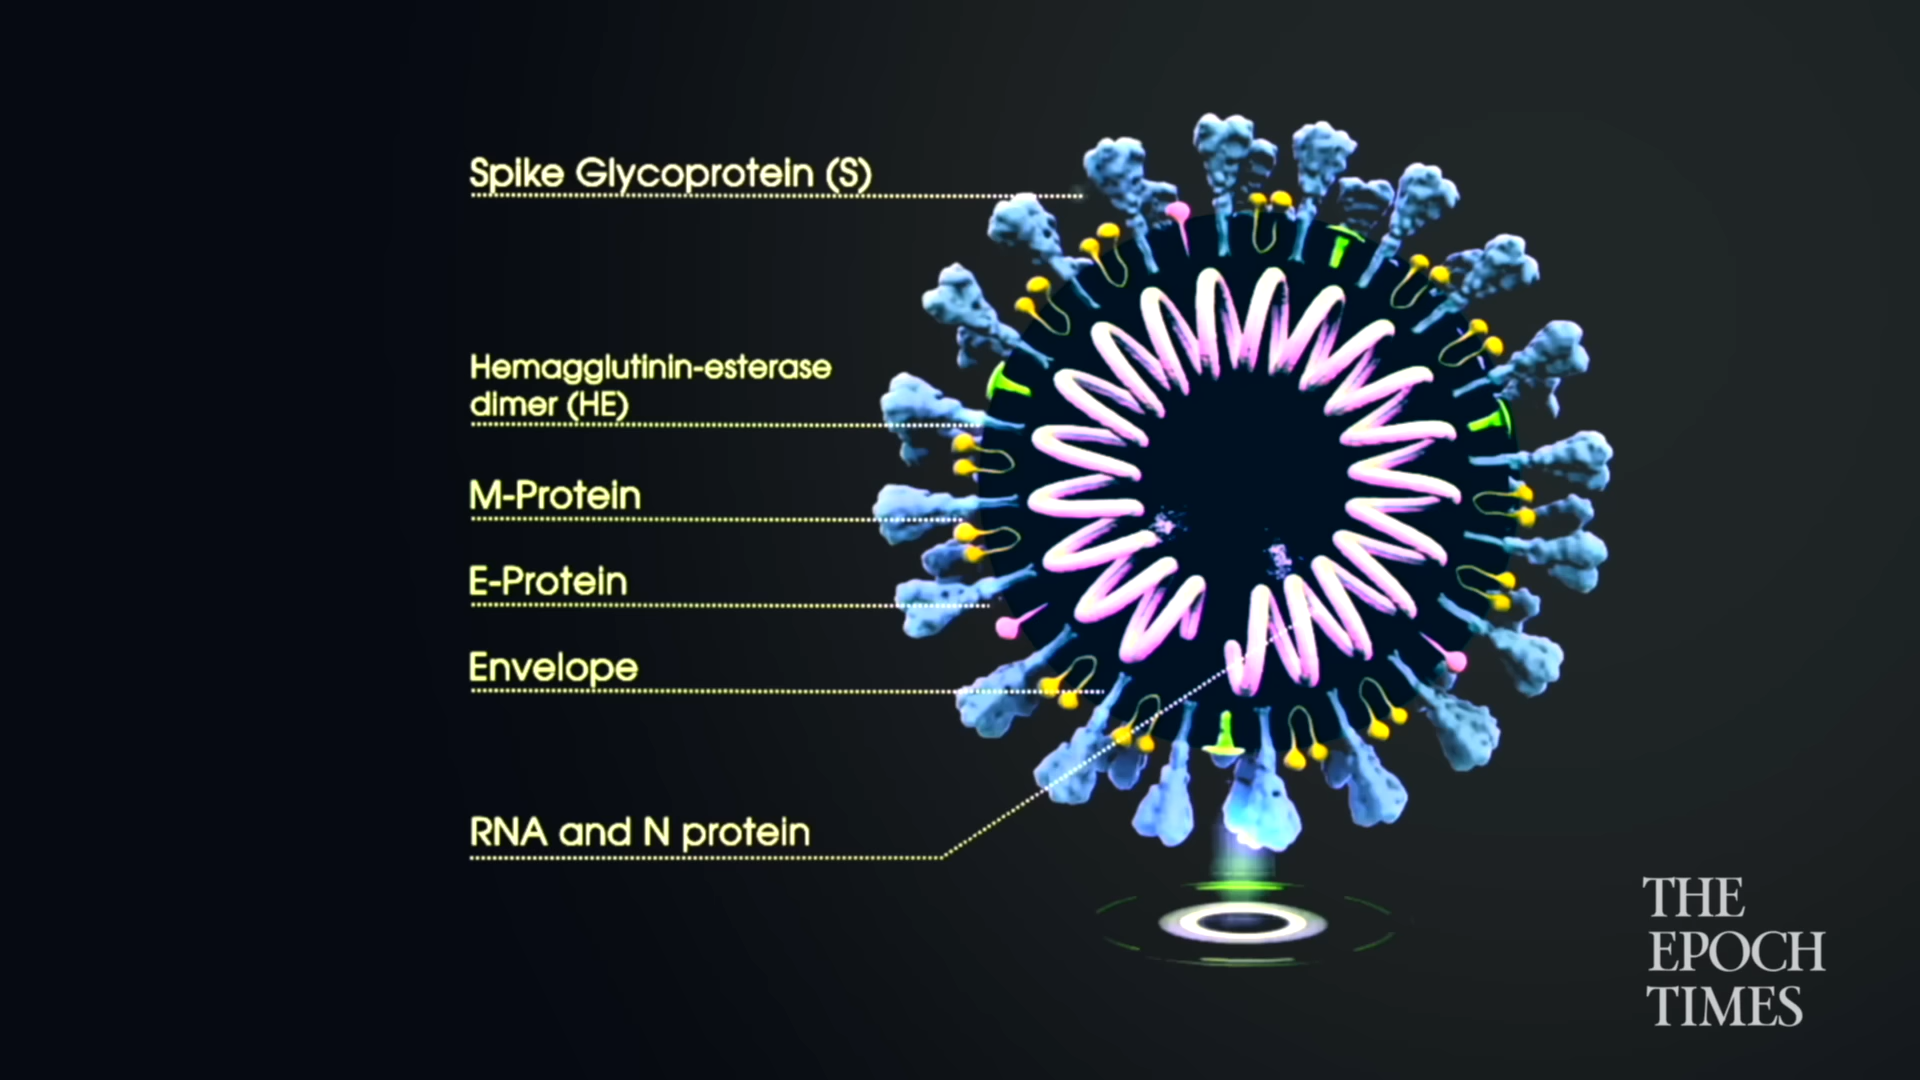 Spike Glycoprotein (S)
Hemagglutinin-esterase
dimer (HE)
M-Protein
E-Protein
Envelope
RNA and N protein
THE
EPOCH
TIMES